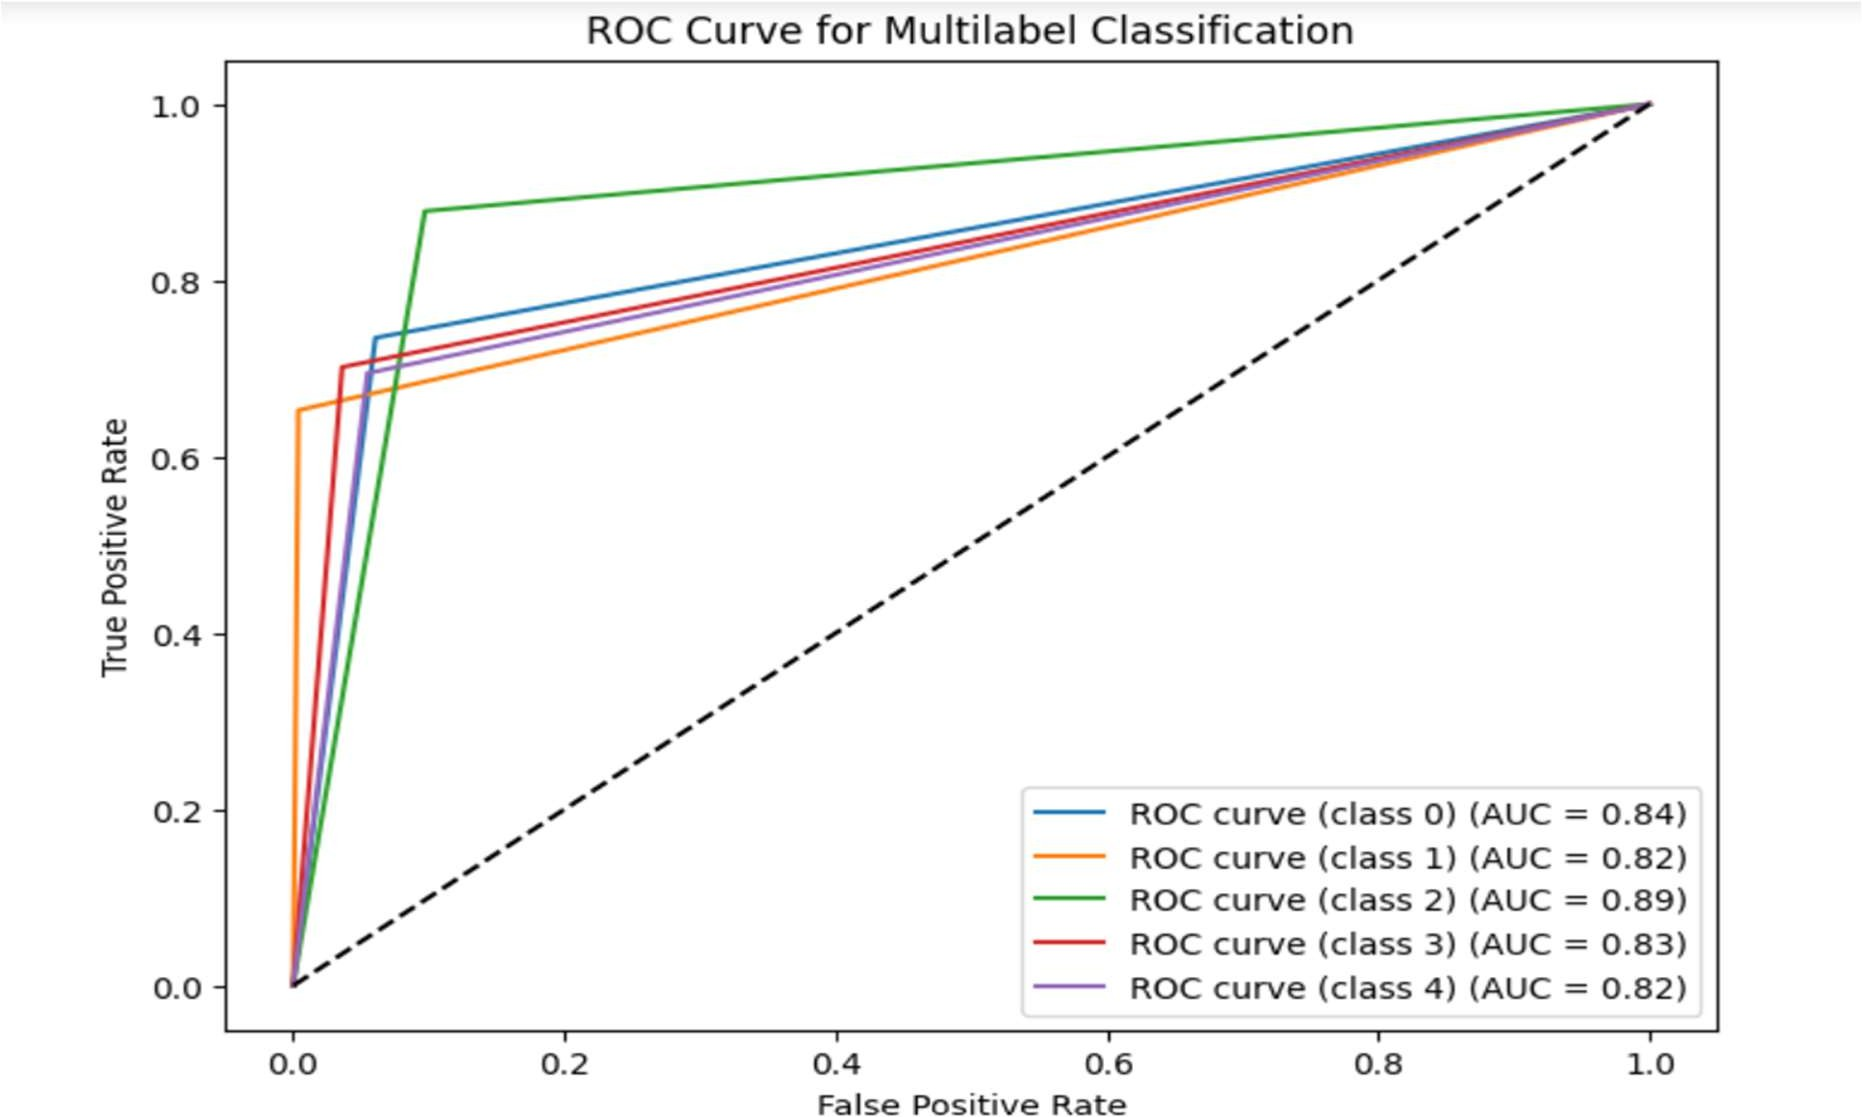 ROC Curve for Multilabel Classification
True Positive Rate
1.0
0.8
0.6
0.4
0.2
0.0
ROC curve (class 0) (AUC = 0.84)
ROC curve (class 1) (AUC = 0.82)
ROC curve (class 2) (AUC = 0.89)
ROC curve (class 3) (AUC = 0.83)
ROC curve (class 4) (AUC = 0.82)
0.0 0.2 0.4 0.6 0.8 1.0
False Positive Rate